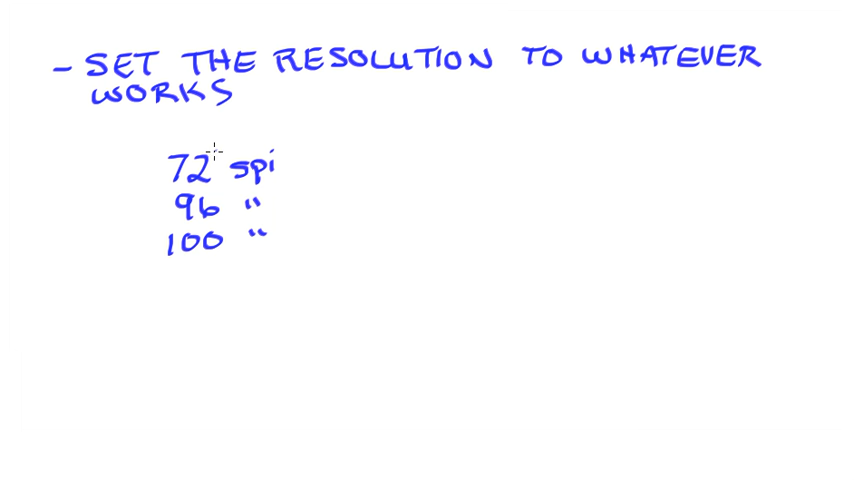 - SET THE RESOLUTION TO WHATEVER
WORKS
72 spi
96 "
100 "